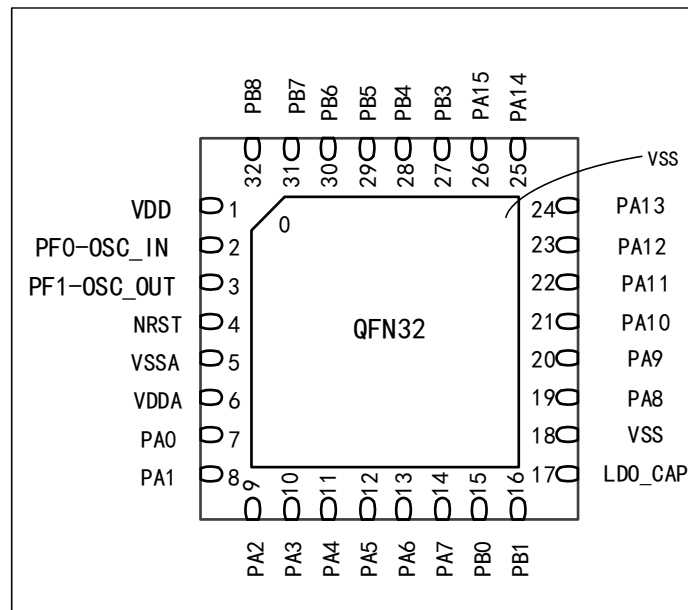 PB8 PB7 PB6 PB5 PB4 PB3 PA15 PA14
32 31 30 29 28 27 26 25
VSS
VDD 1 0 24 PA13
PF0-OSC_IN 2 23 PA12
PF1-OSC_OUT 3 22 PA11
NRST 4 QFN32 21 PA10
VSSA 5 20 PA9
VDDA 6 19 PA8
PA0 7 18 VSS
PA1 8 17 LDO_CAP
9 10 11 12 13 14 15 16
PA2 PA3 PA4 PA5 PA6 PA7 PB0 PB1